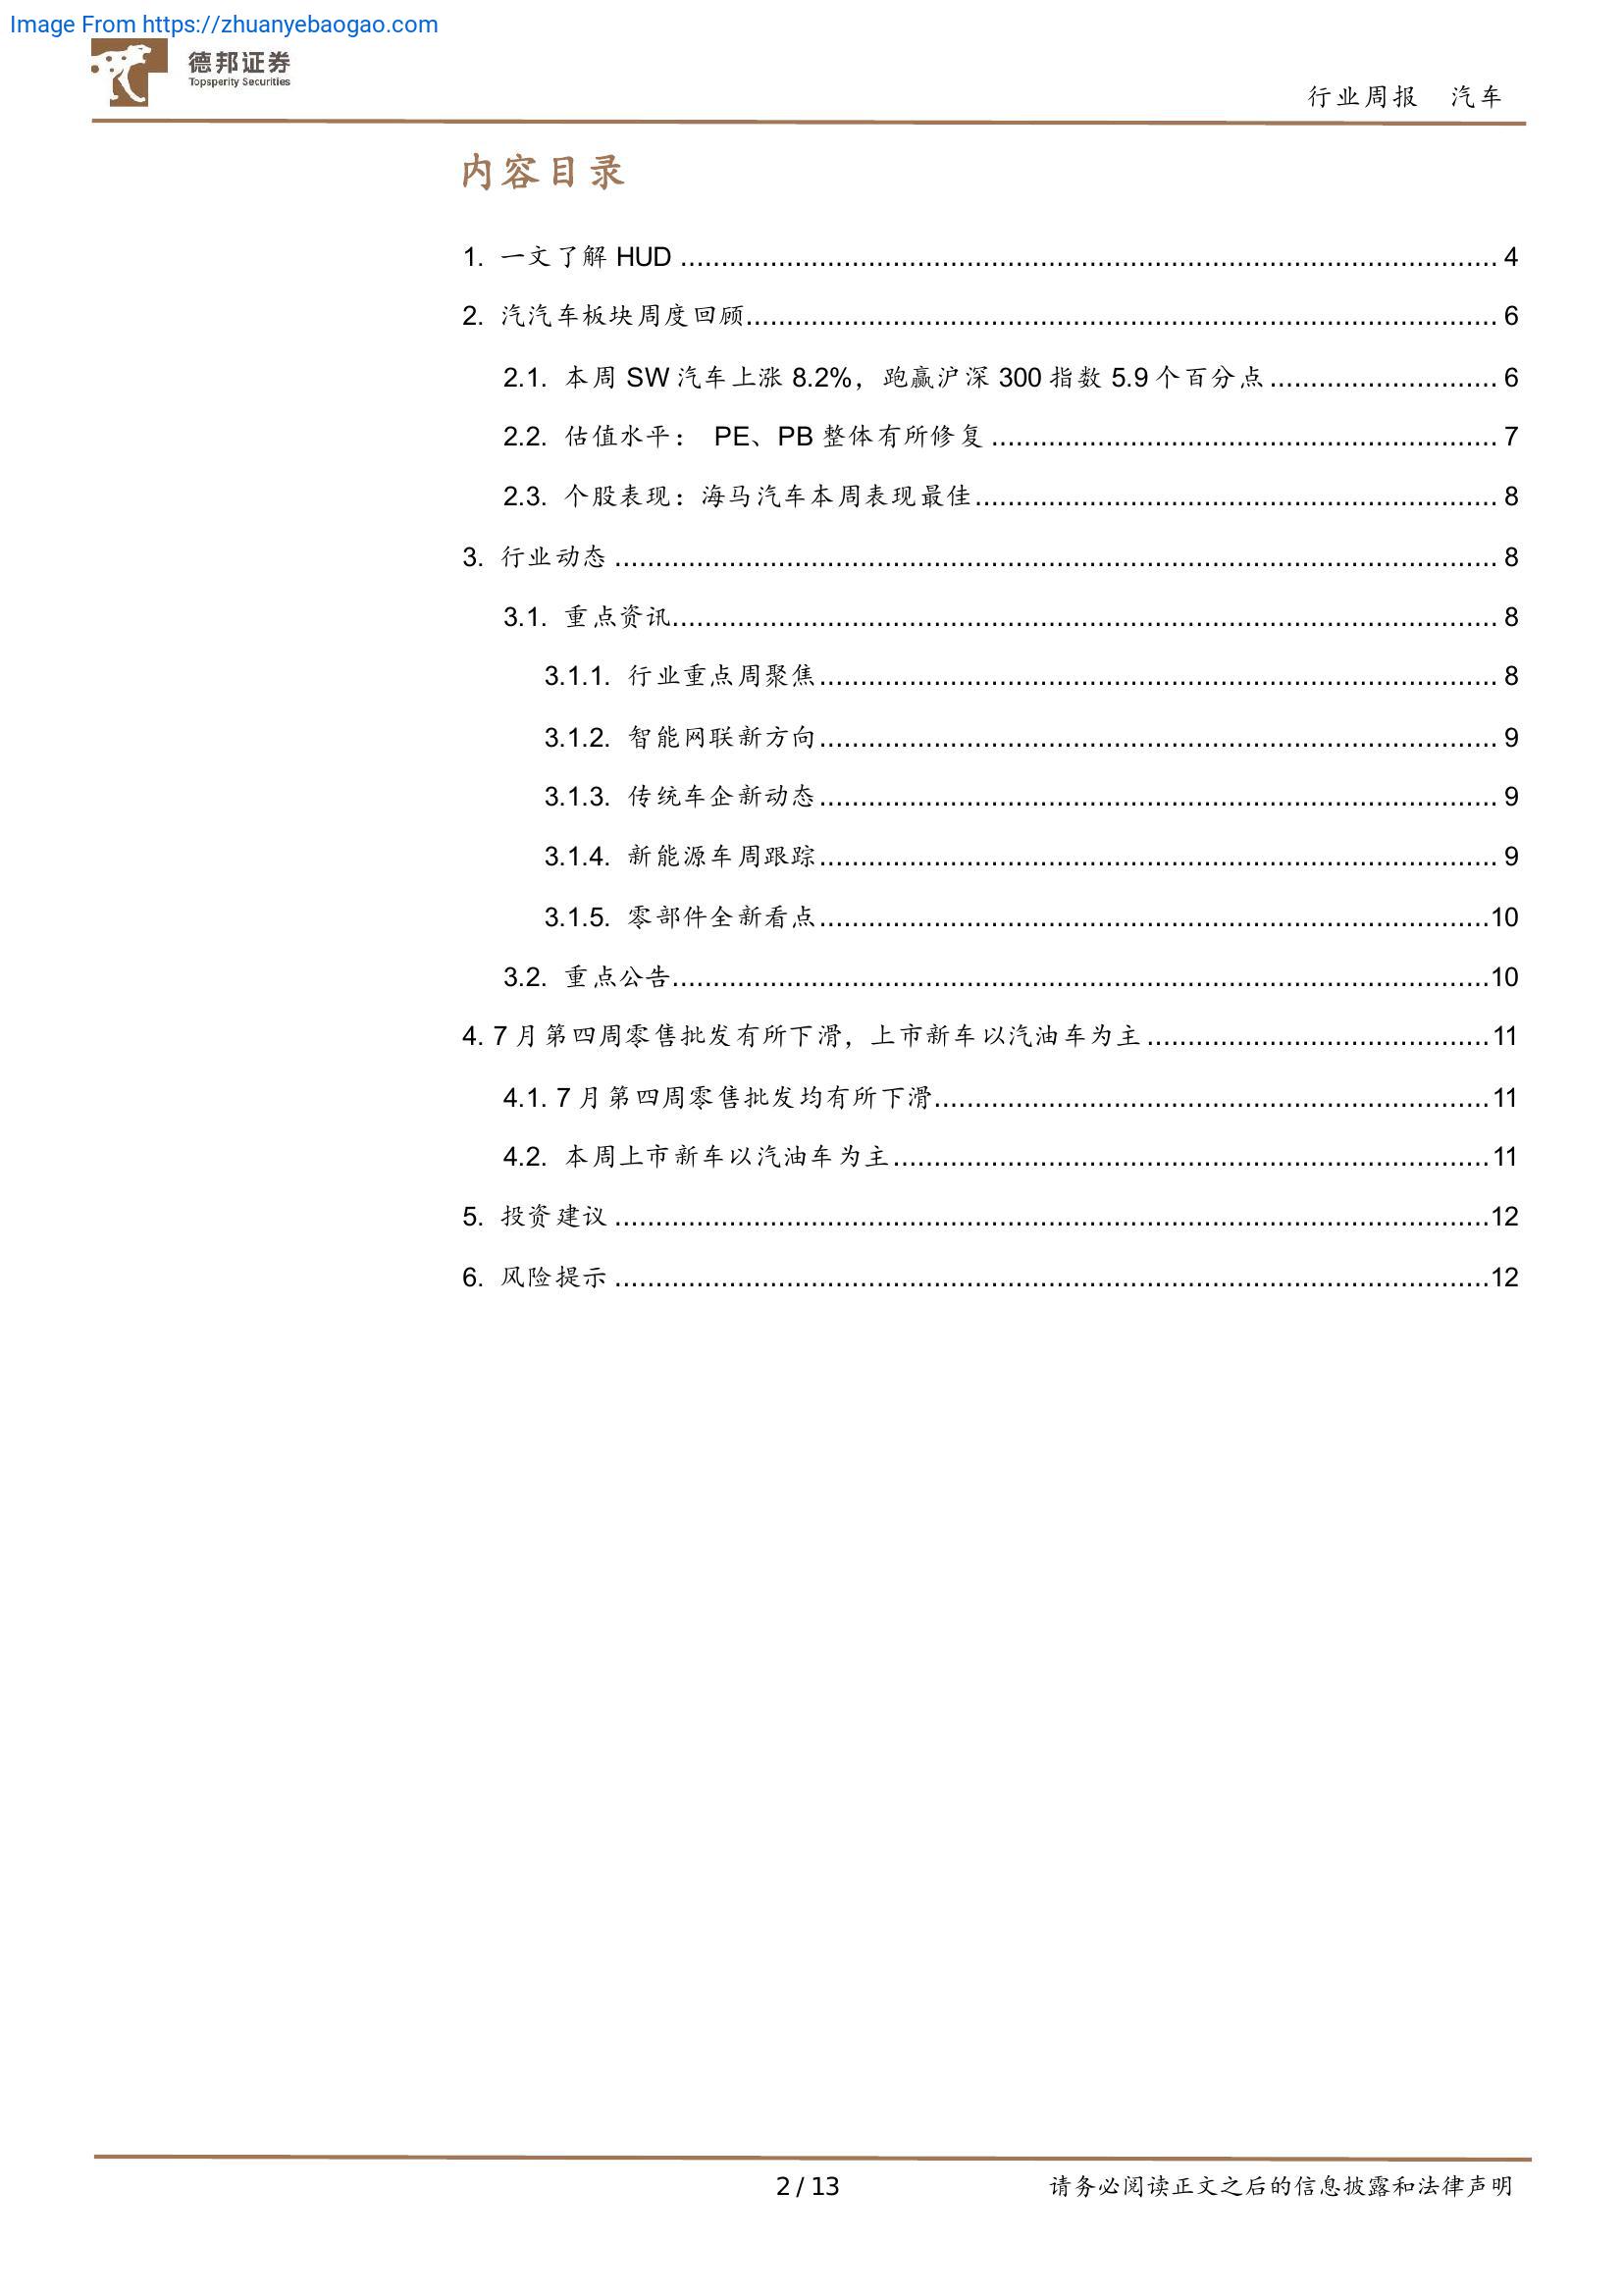 Image From https://zhuanyebaogao.com
德邦证券
Topsperity Securities
行业周报 汽车
内容目录
1. 一文了解 HUD ........ 4
2. 汽汽车板块周度回顾........ 6
2.1. 本周 SW 汽车上涨 8.2%，跑赢沪深 300 指数 5.9 个百分点........ 6
2.2. 估值水平： PE、PB 整体有所修复........ 7
2.3. 个股表现：海马汽车本周表现最佳........ 8
3. 行业动态........ 8
3.1. 重点资讯........ 8
3.1.1. 行业重点周聚焦........ 8
3.1.2. 智能网联新方向........ 9
3.1.3. 传统车企新动态........ 9
3.1.4. 新能源车周跟踪........ 9
3.1.5. 零部件全新看点........10
3.2. 重点公告........10
4. 7 月第四周零售批发有所下滑，上市新车以汽油车为主........11
4.1. 7 月第四周零售批发均有所下滑........11
4.2. 本周上市新车以汽油车为主........11
5. 投资建议........12
6. 风险提示........12
2 / 13
请务必阅读正文之后的信息披露和法律声明